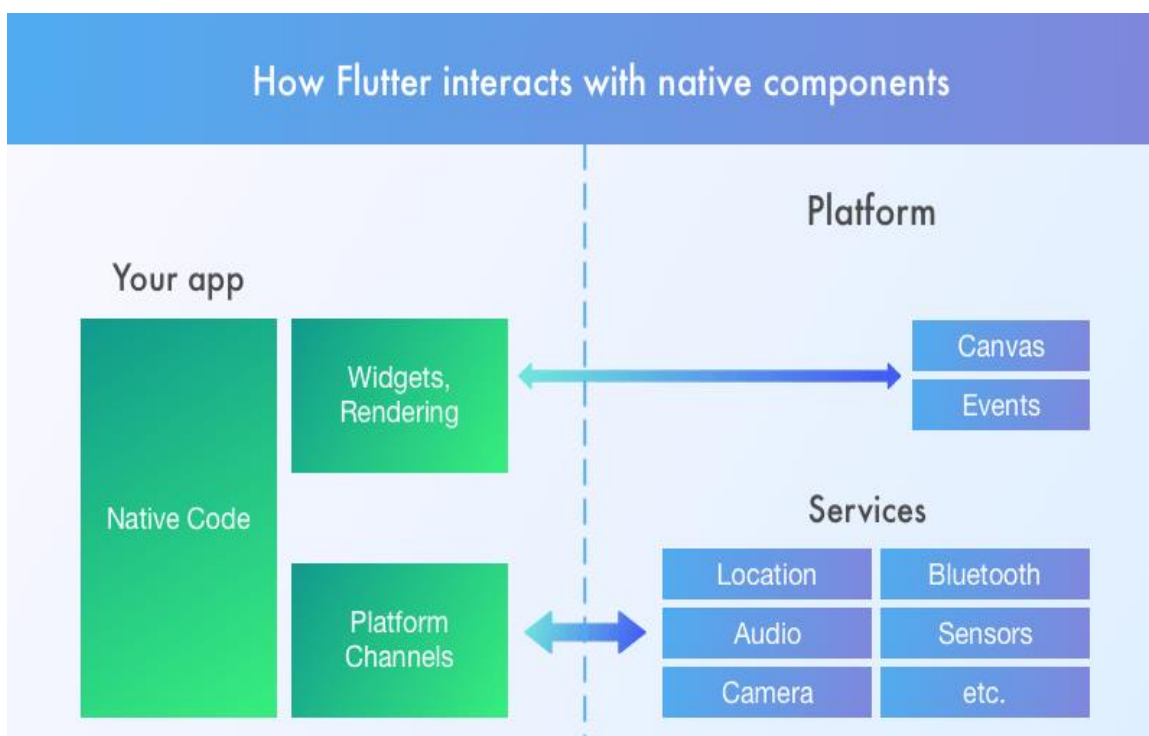 How Flutter interacts with native components
Platform
Your app
Native Code
Widgets,
Rendering
Canvas
Events
Platform
Channels
Services
Location
Bluetooth
Audio
Sensors
Camera
etc.